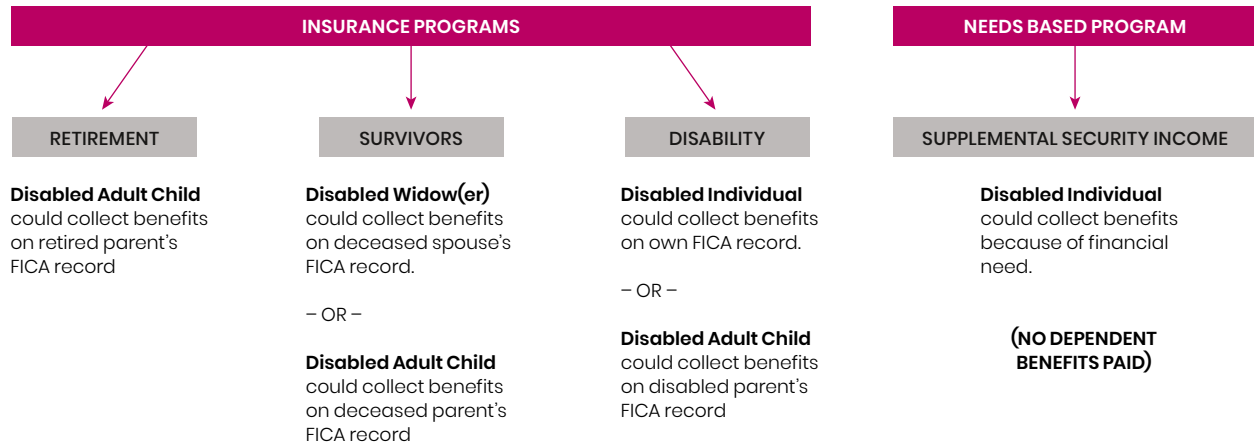 INSURANCE PROGRAMS
NEEDS BASED PROGRAM
RETIREMENT
Disabled Adult Child
could collect benefits
on retired parent's
FICA record
SURVIVORS
Disabled Widow(er)
could collect benefits
on deceased spouse's
FICA record.
– OR –
Disabled Adult Child
could collect benefits
on deceased parent's
FICA record
DISABILITY
Disabled Individual
could collect benefits
on own FICA record.
– OR –
Disabled Adult Child
could collect benefits
on disabled parent's
FICA record
SUPPLEMENTAL SECURITY INCOME
Disabled Individual
could collect benefits
because of financial
need.
(NO DEPENDENT
BENEFITS PAID)